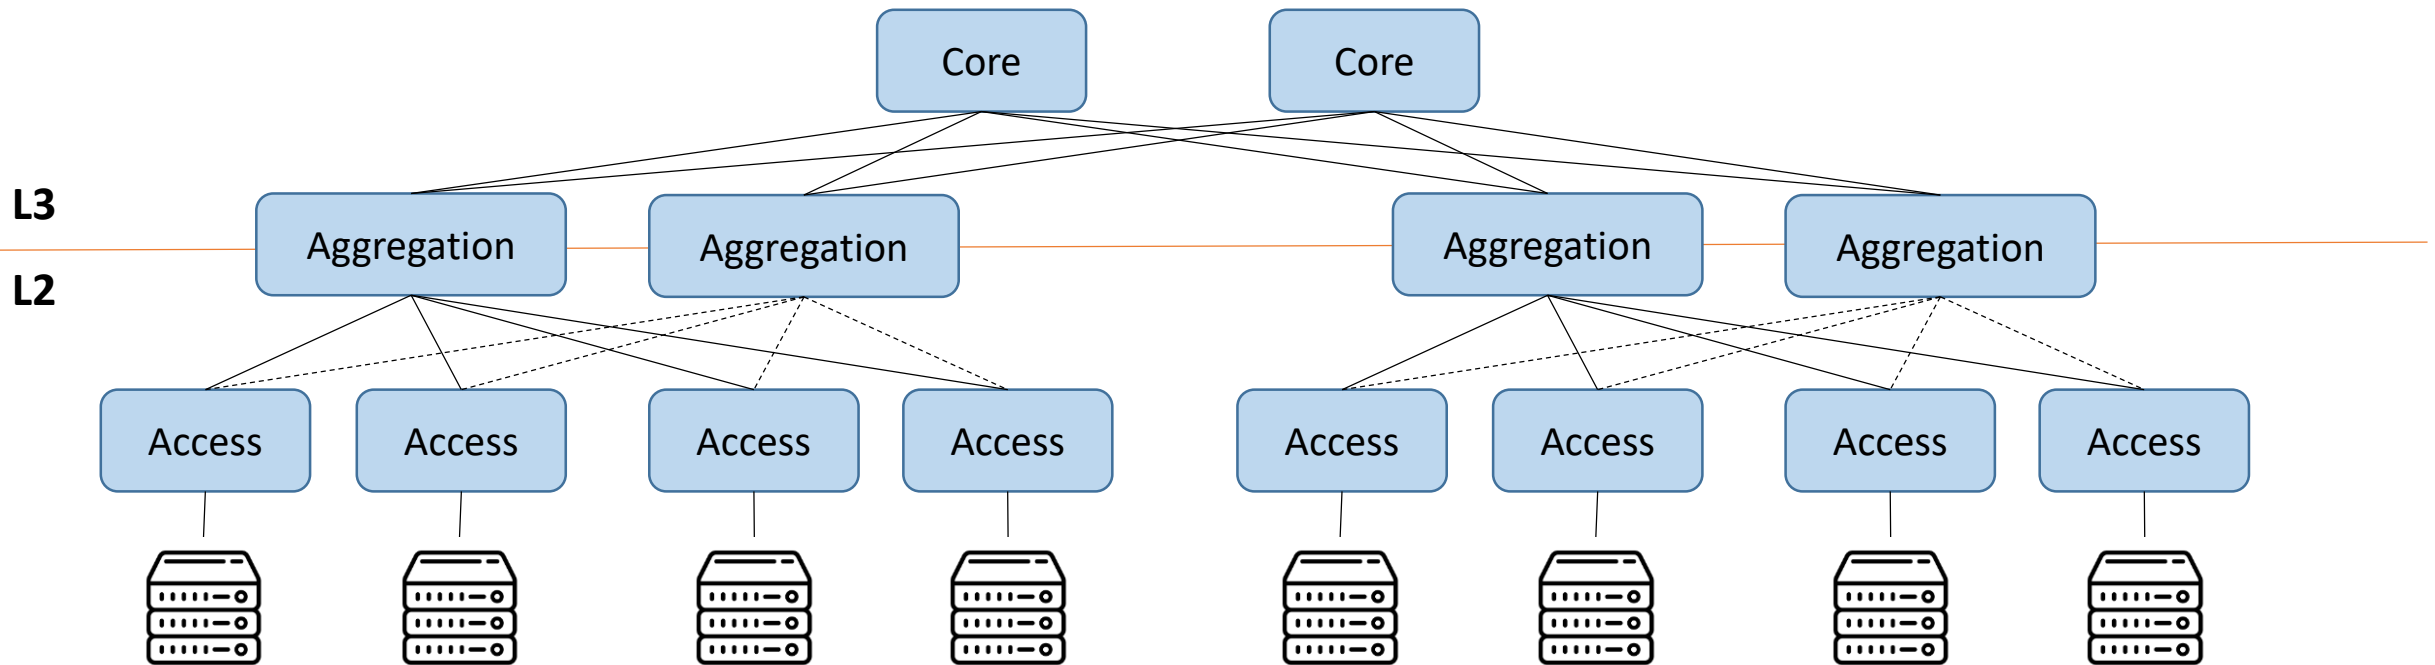 Core
Core
L3
Aggregation
Aggregation
Aggregation
Aggregation
L2
Access
Access
Access
Access
Access
Access
Access
Access